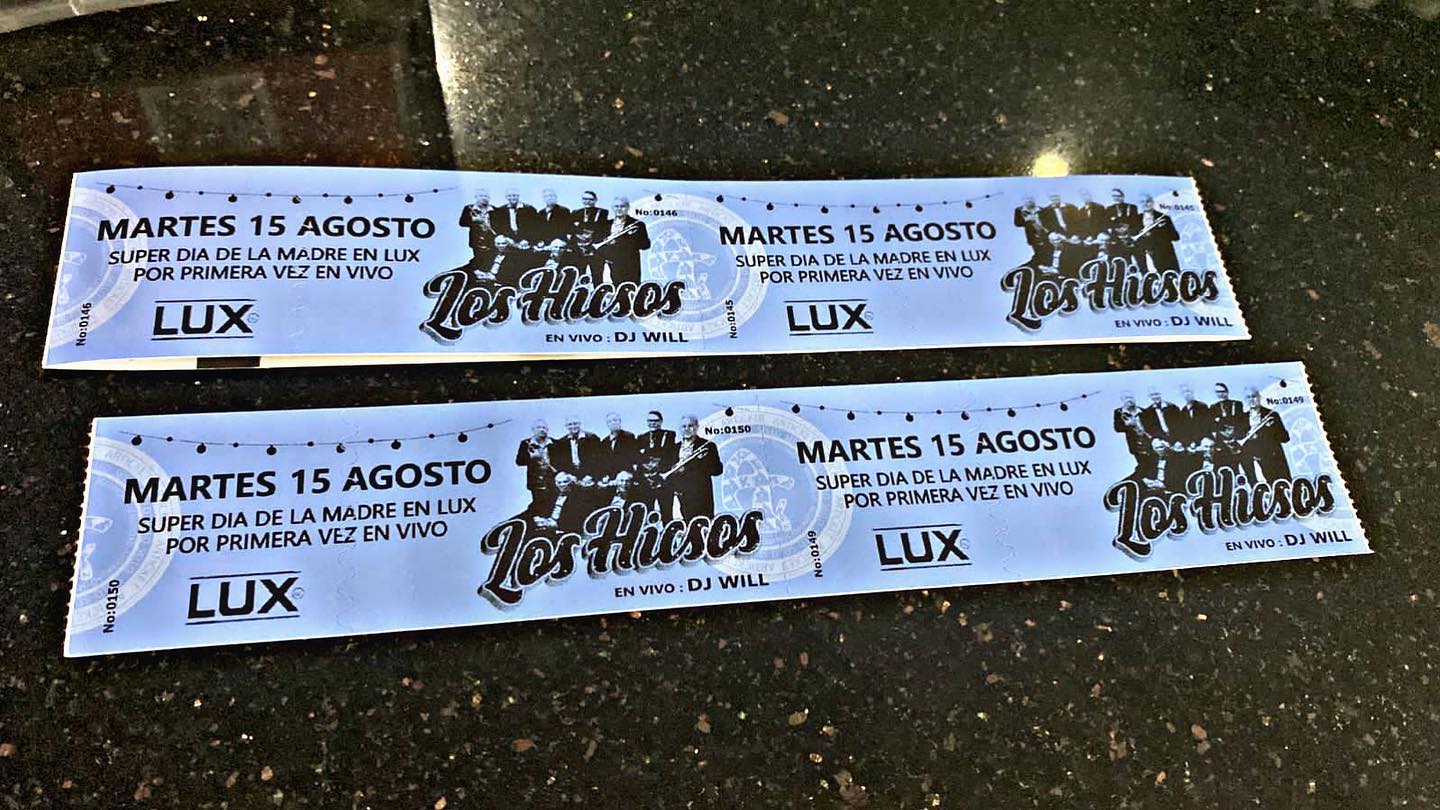 MARTES 15 AGOSTO
SUPER DIA DE LA MADRE EN LUX
POR PRIMERA VEZ EN VIVO
LUX
No:0146
No:0146
Los Hicsos
EN VIVO : DJ WILL
MARTES 15 AGOSTO
SUPER DIA DE LA MADRE EN LUX
POR PRIMERA VEZ EN VIVO
LUX
No:0145
No:0145
Los Hicsos
EN VIVO : DJ WILL
MARTES 15 AGOSTO
SUPER DIA DE LA MADRE EN LUX
POR PRIMERA VEZ EN VIVO
LUX
No:0150
No:0150
Los Hicsos
EN VIVO : DJ WILL
MARTES 15 AGOSTO
SUPER DIA DE LA MADRE EN LUX
POR PRIMERA VEZ EN VIVO
LUX
No:0149
No:0149
Los Hicsos
EN VIVO : DJ WILL